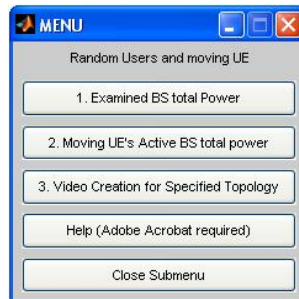 MENU
Random Users and moving UE
1. Examined BS total Power
2. Moving UE's Active BS total power
3. Video Creation for Specified Topology
Help (Adobe Acrobat required)
Close Submenu